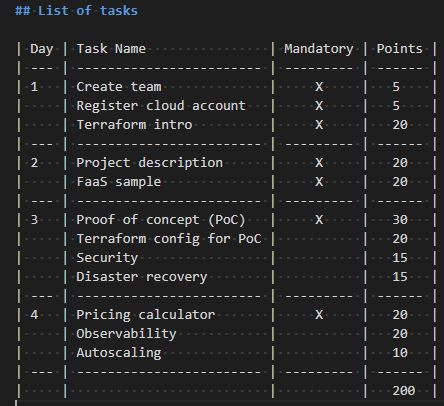 ## List of tasks
| Day | Task Name | Mandatory | Points |
| --- | ----------------------- | --------- | ------ |
| 1 | Create team | X | 5 |
| | Register cloud account | X | 5 |
| | Terraform intro | X | 20 |
| --- | ----------------------- | --------- | ------ |
| 2 | Project description | X | 20 |
| | FaaS sample | X | 20 |
| --- | ----------------------- | --------- | ------ |
| 3 | Proof of concept (PoC) | X | 30 |
| | Terraform config for PoC | | 20 |
| | Security | | 15 |
| | Disaster recovery | | 15 |
| --- | ----------------------- | --------- | ------ |
| 4 | Pricing calculator | X | 20 |
| | Observability | | 20 |
| | Autoscaling | | 10 |
| --- | ----------------------- | --------- | ------ |
| | | | 200 |